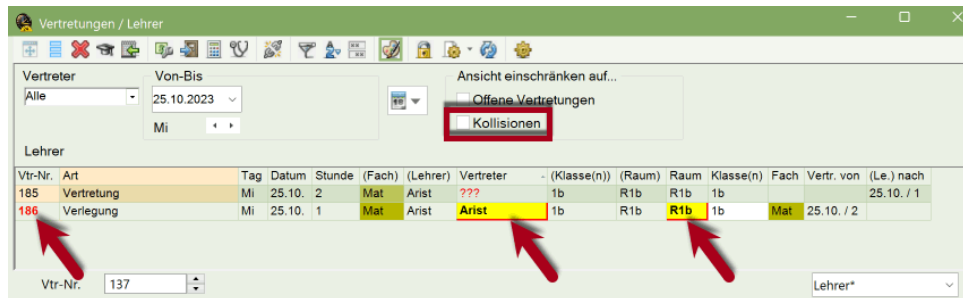 Vertretungen / Lehrer
Vertreter Von-Bis Ansicht einschränken auf...
Alle 25.10.2023 Offene Vertretungen
Mi Kollisionen
Lehrer
Vtr-Nr. Art Tag Datum Stunde (Fach) (Lehrer) Vertreter (Klasse(n)) (Raum) Raum Klasse(n) Fach Vertr. von (Le.) nach
185 Vertretung Mi 25.10. 2 Mat Arist ??? 1b R1b R1b 1b 25.10. / 1
186 Verlegung Mi 25.10. 1 Mat Arist Arist 1b R1b R1b 1b Mat 25.10. / 2
Vtr-Nr. 137 Lehrer*